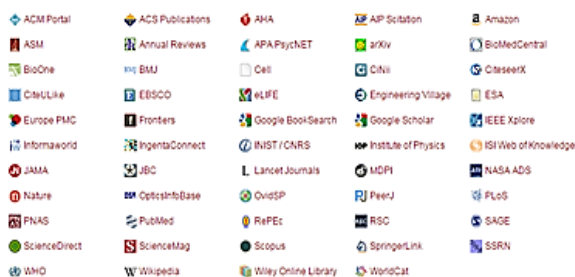 ACM Portal ACS Publications AHA AIP Scitation Amazon
ASM Annual Reviews APA PsycNET arXiv BioMedCentral
BioOne BMJ Cell CiNii CiteseerX
CiteULike EBSCO eLIFE Engineering Village ESA
Europe PMC Frontiers Google BookSearch Google Scholar IEEE Xplore
Informaworld IngentaConnect INIST / CNRS Institute of Physics ISI Web of Knowledge
JAMA JBC Lancet Journals MDPI NASA ADS
Nature OpticsInfoBase OvidSP PeerJ PLoS
PNAS PubMed RePEc RSC SAGE
ScienceDirect ScienceMag Scopus SpringerLink SSRN
WHO Wikipedia Wiley Online Library WorldCat